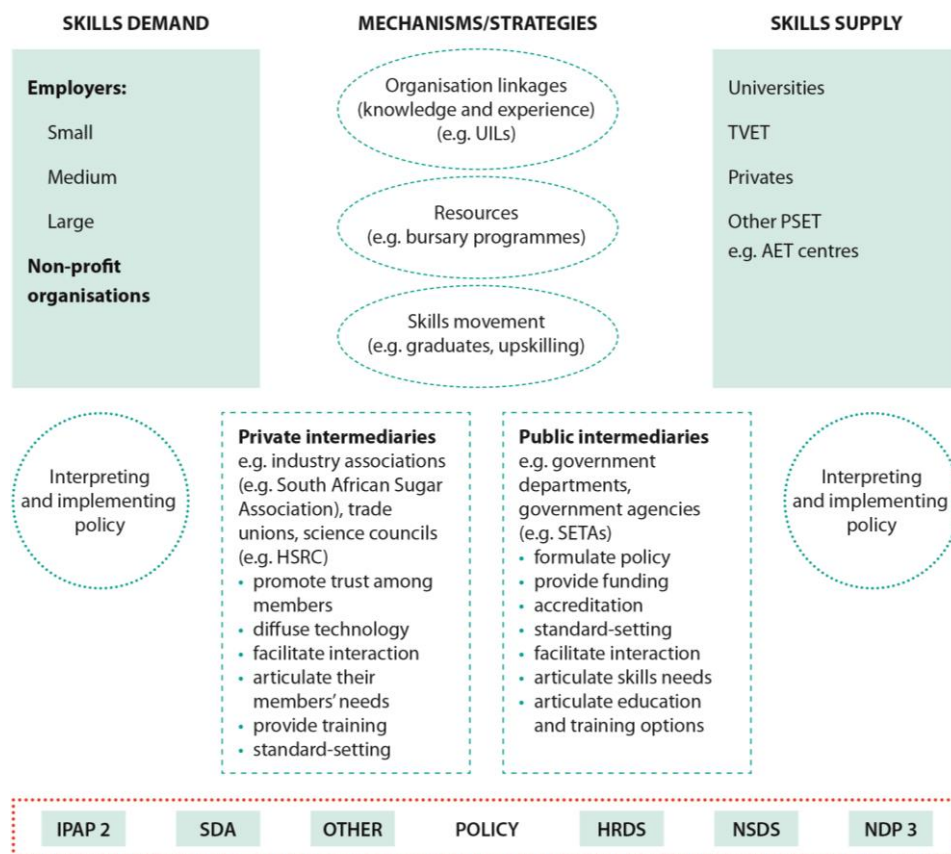 SKILLS DEMAND
MECHANISMS/STRATEGIES
SKILLS SUPPLY
Employers:
Small
Medium
Large
Non-profit
organisations
Organisation linkages
(knowledge and experience)
(e.g. UILs)
Resources
(e.g. bursary programmes)
Skills movement
(e.g. graduates, upskilling)
Universities
TVET
Privates
Other PSET
e.g. AET centres
Interpreting
and implementing
policy
Private intermediaries
e.g. industry associations
(e.g. South African Sugar
Association), trade
unions, science councils
(e.g. HSRC)
• promote trust among
members
• diffuse technology
• facilitate interaction
• articulate their
members’ needs
• provide training
• standard-setting
Public intermediaries
e.g. government
departments,
government agencies
(e.g. SETAs)
• formulate policy
• provide funding
• accreditation
• standard-setting
• facilitate interaction
• articulate skills needs
• articulate education
and training options
Interpreting
and implementing
policy
IPAP 2
SDA
OTHER
POLICY
HRDS
NSDS
NDP 3